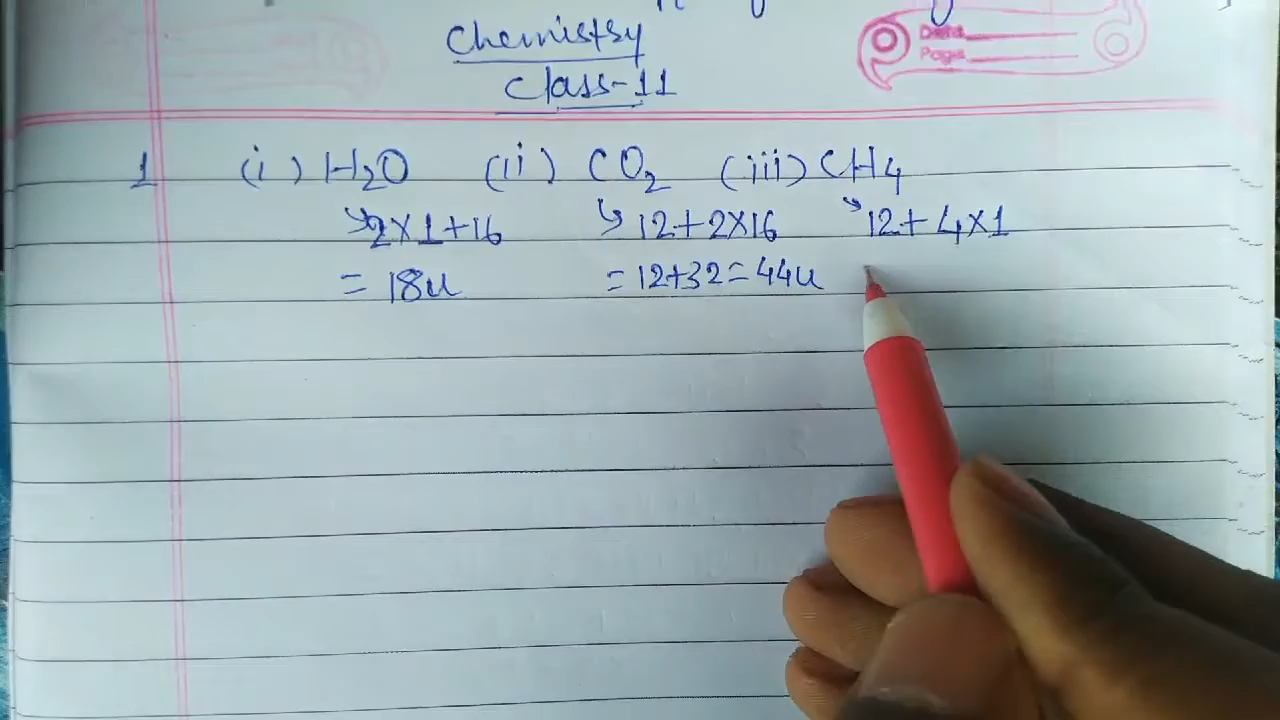 Chemistry
Class-11
Date
Page
1 (i) H2O (ii) CO2 (iii) CH4
2×1+16 12+2×16 12+4×1
= 18u = 12+32=44u